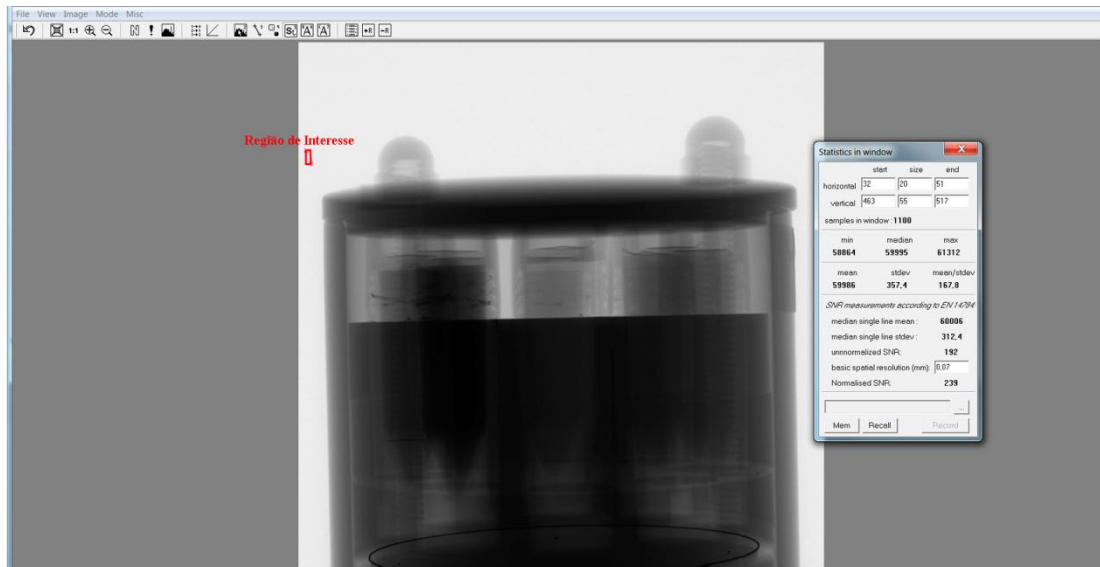 File View Image Mode Misc
1:1
Região de Interesse
Statistics in window
start size end
horizontal 32 20 51
vertical 463 55 517
samples in window : 1100
min median max
58864 59995 61312
mean stdev mean/stdev
59986 357,4 167,8
SNR measurements according to EN 14784
median single line mean : 60006
median single line stdev : 312,4
unnnormalized SNR: 192
basic spatial resolution (mm): 0,07
Normalised SNR: 239
...
Mem Recall Record